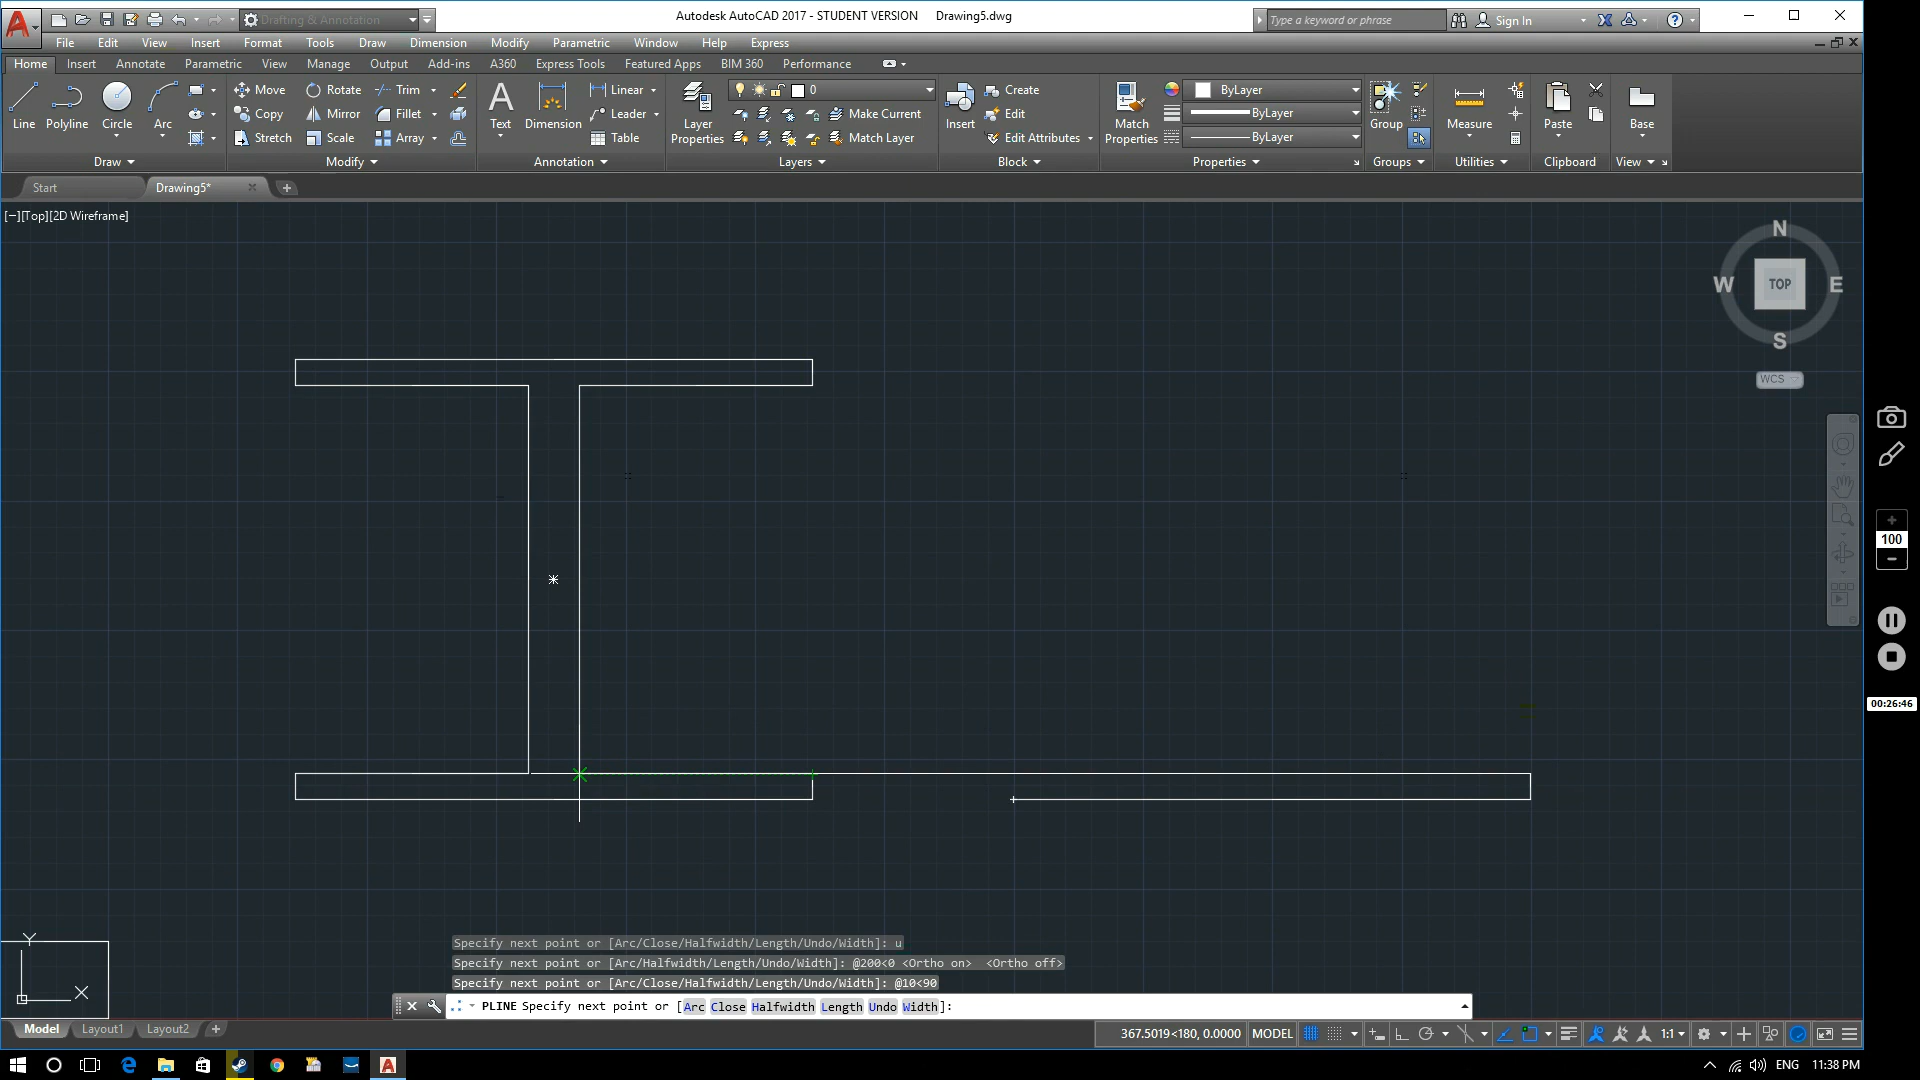 Drafting & Annotation
Autodesk AutoCAD 2017 - STUDENT VERSION Drawing5.dwg
Type a keyword or phrase
Sign In
File Edit View Insert Format Tools Draw Dimension Modify Parametric Window Help Express
Home Insert Annotate Parametric View Manage Output Add-ins A360 Express Tools Featured Apps BIM 360 Performance
Move Rotate Trim Linear 0 Create ByLayer
Copy Mirror Fillet Leader Make Current Edit ByLayer
Line Polyline Circle Arc Text Dimension Layer Insert Match Group Measure Paste Base
Stretch Scale Array Table Properties Match Layer Edit Attributes Properties ByLayer
Draw Modify Annotation Layers Block Properties Groups Utilities Clipboard View
Start Drawing5*
[−][Top][2D Wireframe]
N
W TOP E
S
WCS
100
00:26:46
Y
X
Specify next point or [Arc/Close/Halfwidth/Length/Undo/Width]: u
Specify next point or [Arc/Halfwidth/Length/Undo/Width]: @200<0 <Ortho on> <Ortho off>
Specify next point or [Arc/Close/Halfwidth/Length/Undo/Width]: @10<90
PLINE Specify next point or [Arc Close Halfwidth Length Undo Width]:
Model Layout1 Layout2
367.5019<180, 0.0000 MODEL 1:1
ENG 11:38 PM